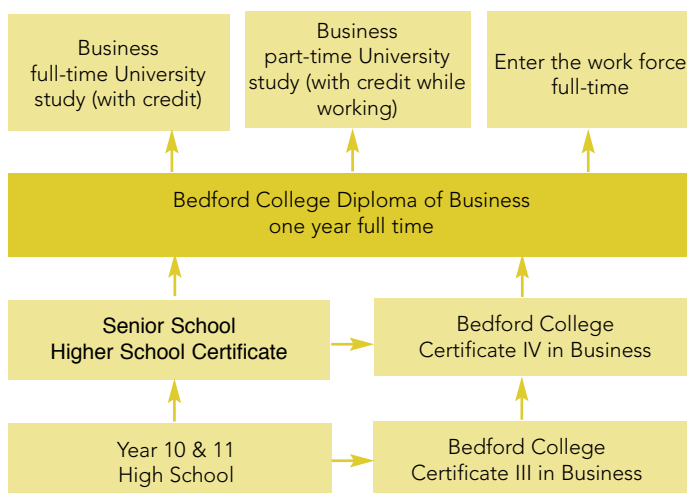 Business
full-time University
study (with credit)
Business
part-time University
study (with credit while
working)
Enter the work force
full-time
Bedford College Diploma of Business
one year full time
Senior School
Higher School Certificate
Bedford College
Certificate IV in Business
Year 10 & 11
High School
Bedford College
Certificate III in Business